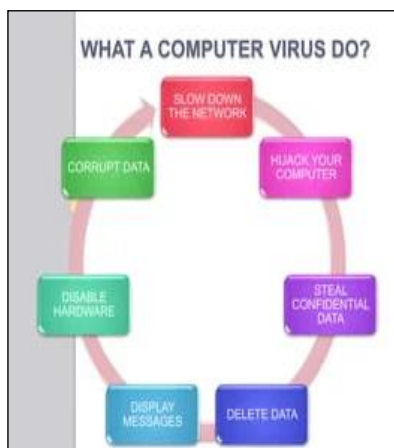 WHAT A COMPUTER VIRUS DO?
SLOW DOWN
THE NETWORK
HIJACK YOUR
COMPUTER
STEAL
CONFIDENTIAL
DATA
DELETE DATA
DISPLAY
MESSAGES
DISABLE
HARDWARE
CORRUPT DATA